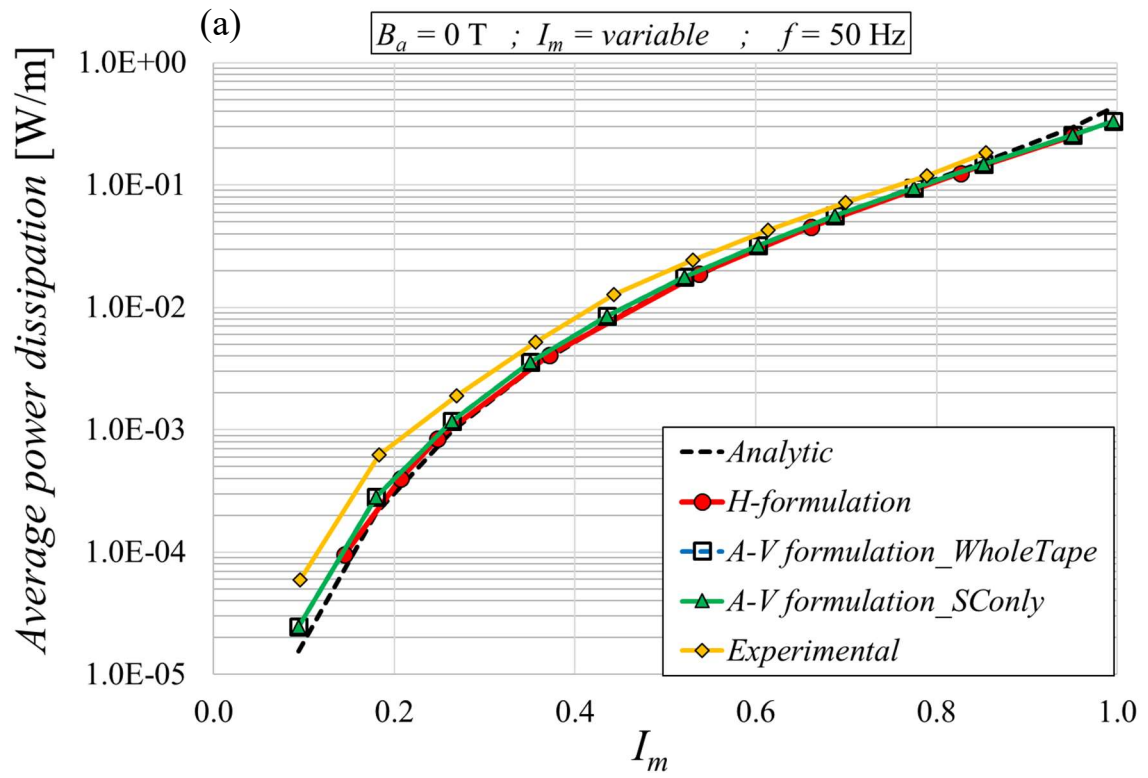 (a)
B_a = 0 T ; I_m = variable ; f = 50 Hz
Average power dissipation [W/m]
1.0E+00
1.0E-01
1.0E-02
1.0E-03
1.0E-04
1.0E-05
Analytic
H-formulation
A-V formulation_WholeTape
A-V formulation_SConly
Experimental
0.0 0.2 0.4 0.6 0.8 1.0
I_m